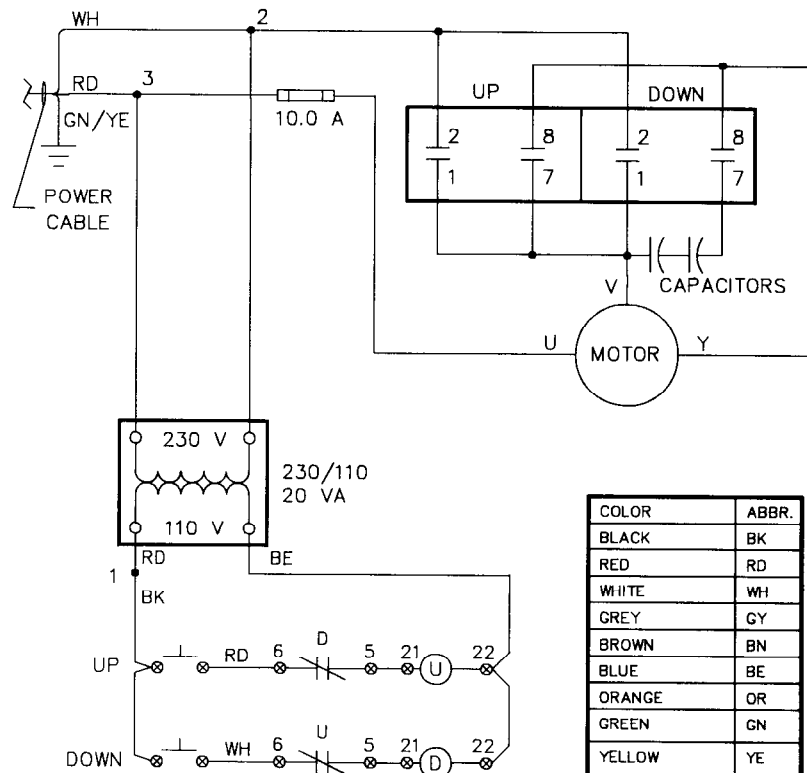 WH
2
RD
3
GN/YE
10.0 A
POWER
CABLE
UP
DOWN
2
8
2
8
1
7
1
7
V
CAPACITORS
U
MOTOR
Y
230 V
230/110
20 VA
110 V
RD
BE
1
BK
UP
RD
6
D
5
21
U
22
DOWN
WH
6
U
5
21
D
22
COLOR ABBR.
BLACK BK
RED RD
WHITE WH
GREY GY
BROWN BN
BLUE BE
ORANGE OR
GREEN GN
YELLOW YE